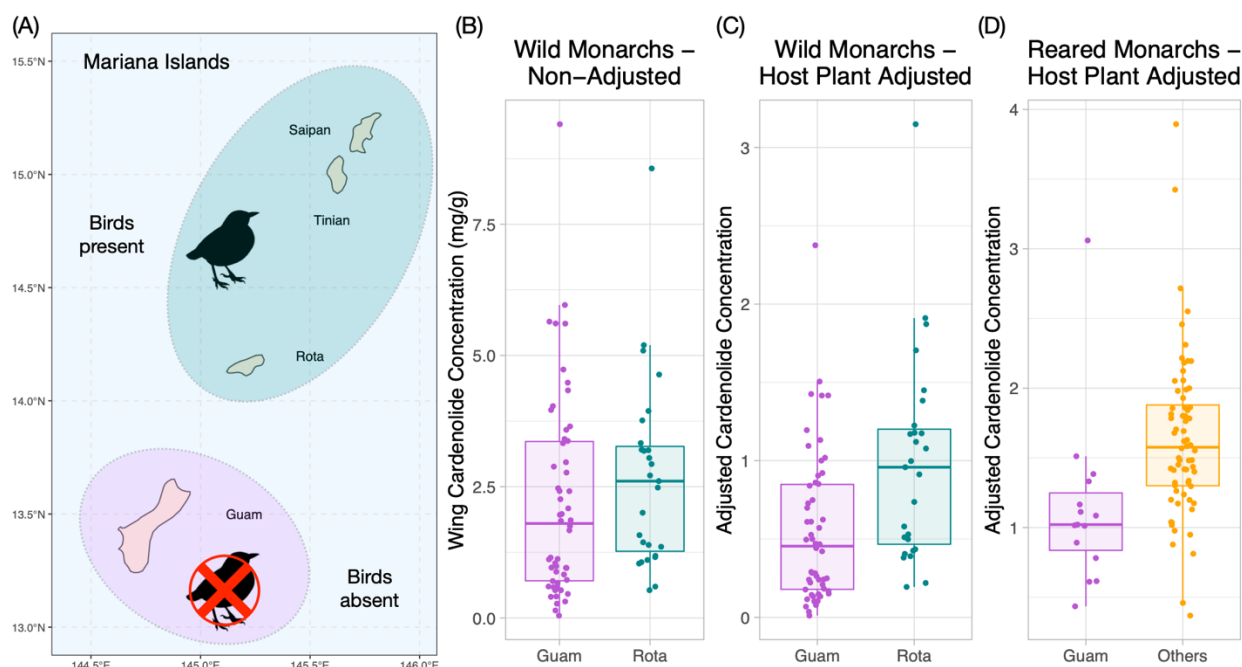 (A)
Mariana Islands
15.5°N
15.0°N
14.5°N
14.0°N
13.5°N
13.0°N
Saipan
Tinian
Birds
present
Rota
Guam
Birds
absent
144.5°E
145.0°E
145.5°E
146.0°E
(B)
Wild Monarchs –
Non−Adjusted
Wing Cardenolide Concentration (mg/g)
7.5
5.0
2.5
0.0
Guam
Rota
(C)
Wild Monarchs –
Host Plant Adjusted
Adjusted Cardenolide Concentration
3
2
1
0
Guam
Rota
(D)
Reared Monarchs –
Host Plant Adjusted
Adjusted Cardenolide Concentration
4
3
2
1
Guam
Others